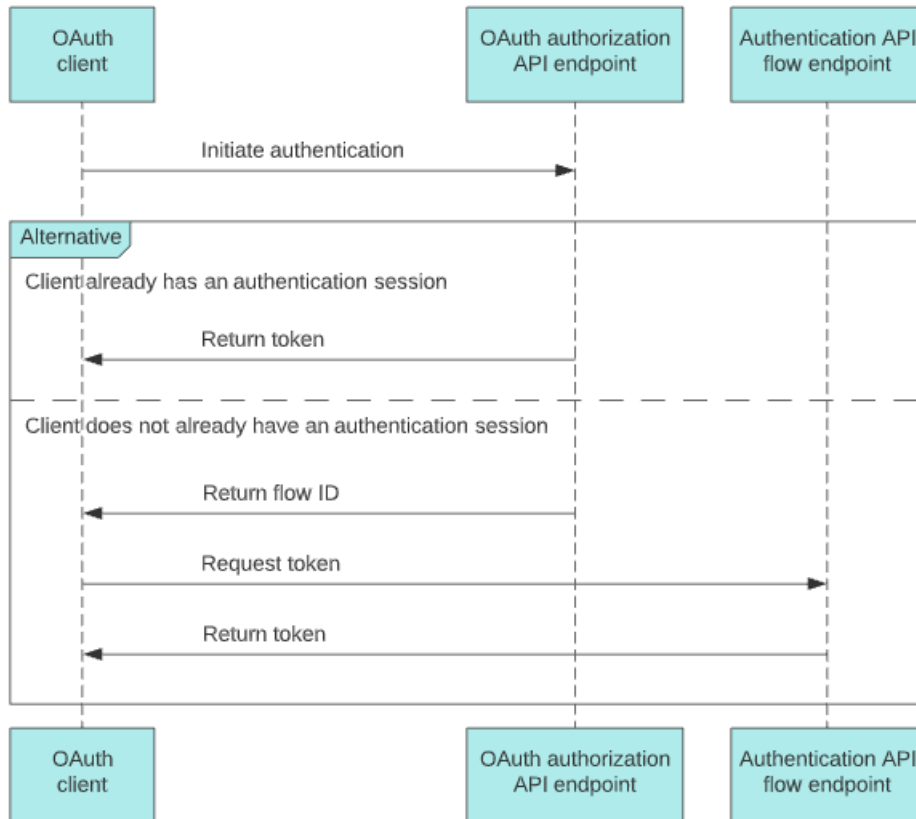 OAuth
client
OAuth authorization
API endpoint
Authentication API
flow endpoint
Initiate authentication
Alternative
Client already has an authentication session
Return token
Client does not already have an authentication session
Return flow ID
Request token
Return token
OAuth
client
OAuth authorization
API endpoint
Authentication API
flow endpoint